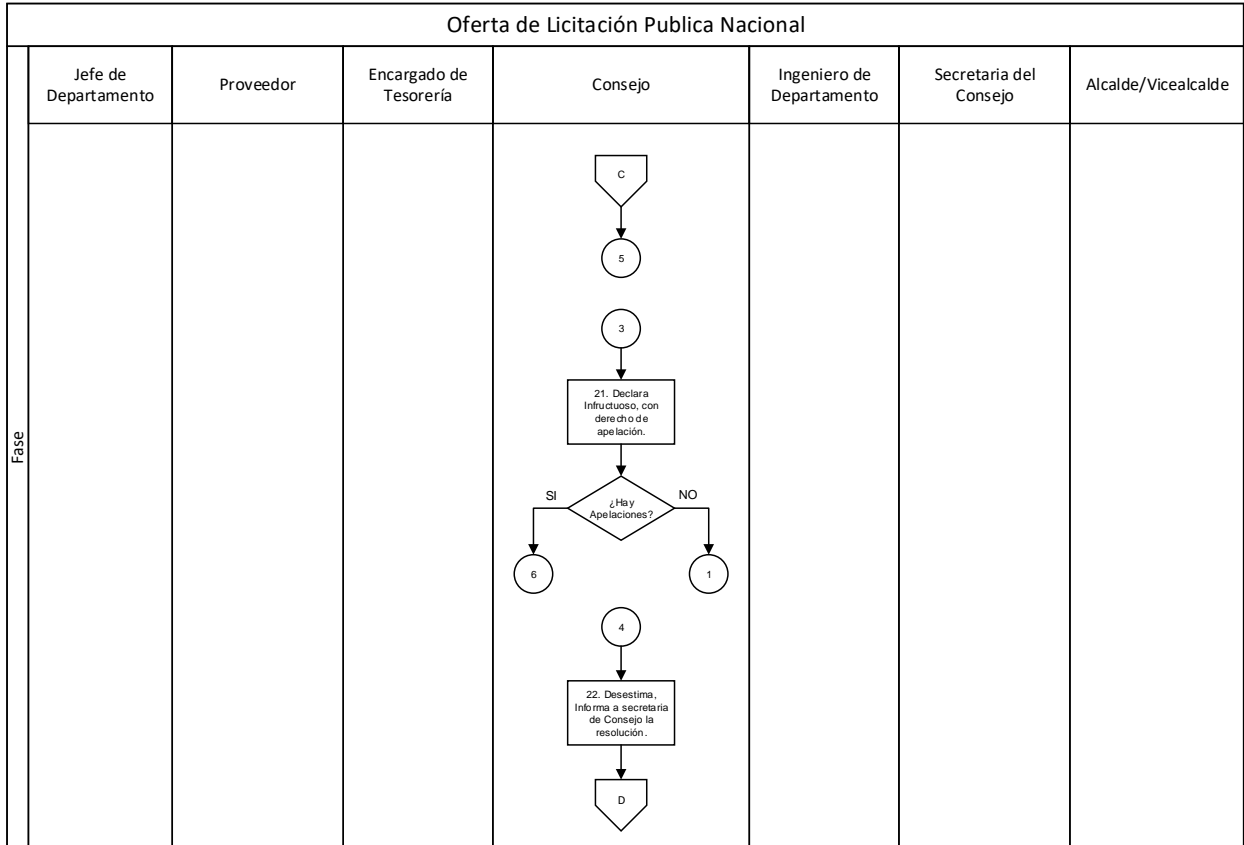 Oferta de Licitación Publica Nacional
Jefe de
Departamento
Proveedor
Encargado de
Tesorería
Consejo
Ingeniero de
Departamento
Secretaria del
Consejo
Alcalde/Vicealcalde
Fase
C
5
3
21. Declara
Infructuoso, con
derecho de
apelación.
¿Hay
Apelaciones?
SI
NO
6
1
4
22. Desestima,
Informa a secretaria
de Consejo la
resolución.
D